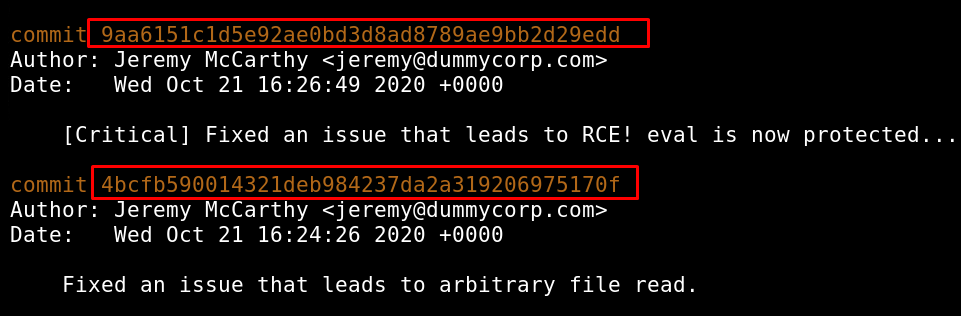 commit 9aa6151c1d5e92ae0bd3d8ad8789ae9bb2d29edd
Author: Jeremy McCarthy <jeremy@dummycorp.com>
Date:   Wed Oct 21 16:26:49 2020 +0000
    [Critical] Fixed an issue that leads to RCE! eval is now protected...
commit 4bcfb590014321deb984237da2a319206975170f
Author: Jeremy McCarthy <jeremy@dummycorp.com>
Date:   Wed Oct 21 16:24:26 2020 +0000
    Fixed an issue that leads to arbitrary file read.